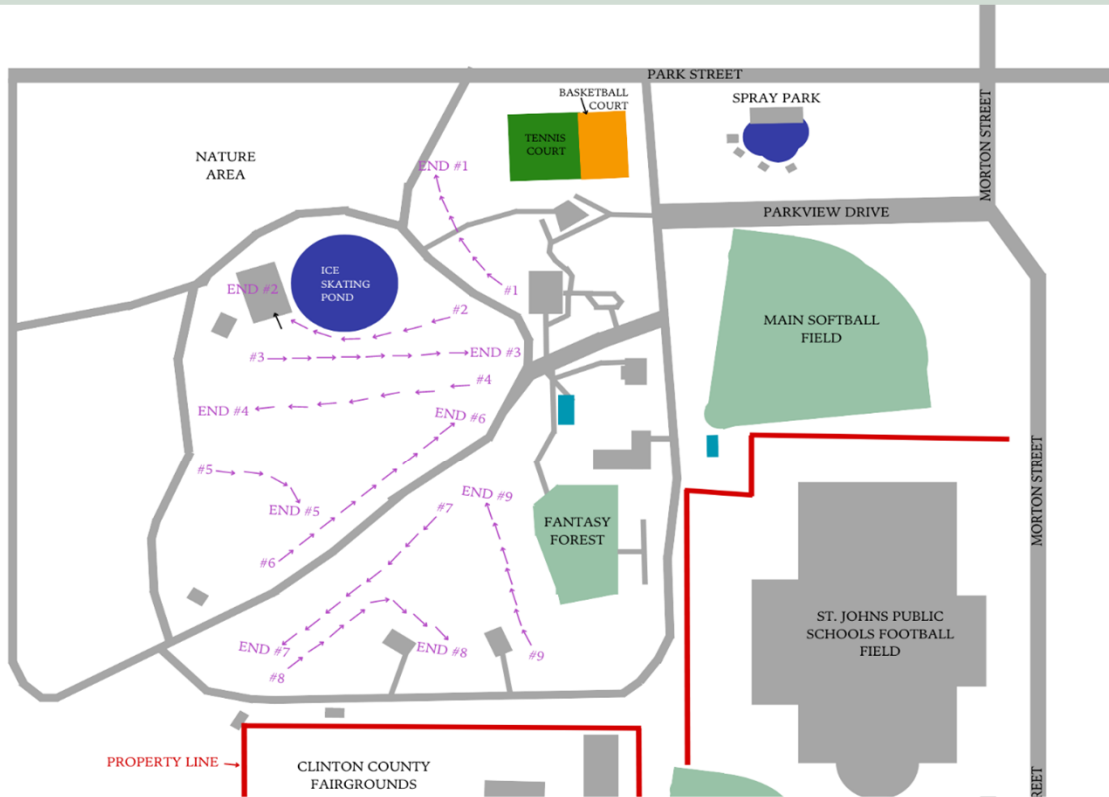 PARK STREET
BASKETBALL
COURT
SPRAY PARK
MORTON STREET
TENNIS
COURT
NATURE
AREA
END #1
PARKVIEW DRIVE
ICE
SKATING
POND
END #2
#1
#2
MAIN SOFTBALL
FIELD
#3
END #3
#4
END #4
END #6
#5
END #5
END #9
#7
FANTASY
FOREST
MORTON STREET
#6
ST. JOHNS PUBLIC
SCHOOLS FOOTBALL
FIELD
END #7
END #8
#9
#8
PROPERTY LINE
CLINTON COUNTY
FAIRGROUNDS
REET